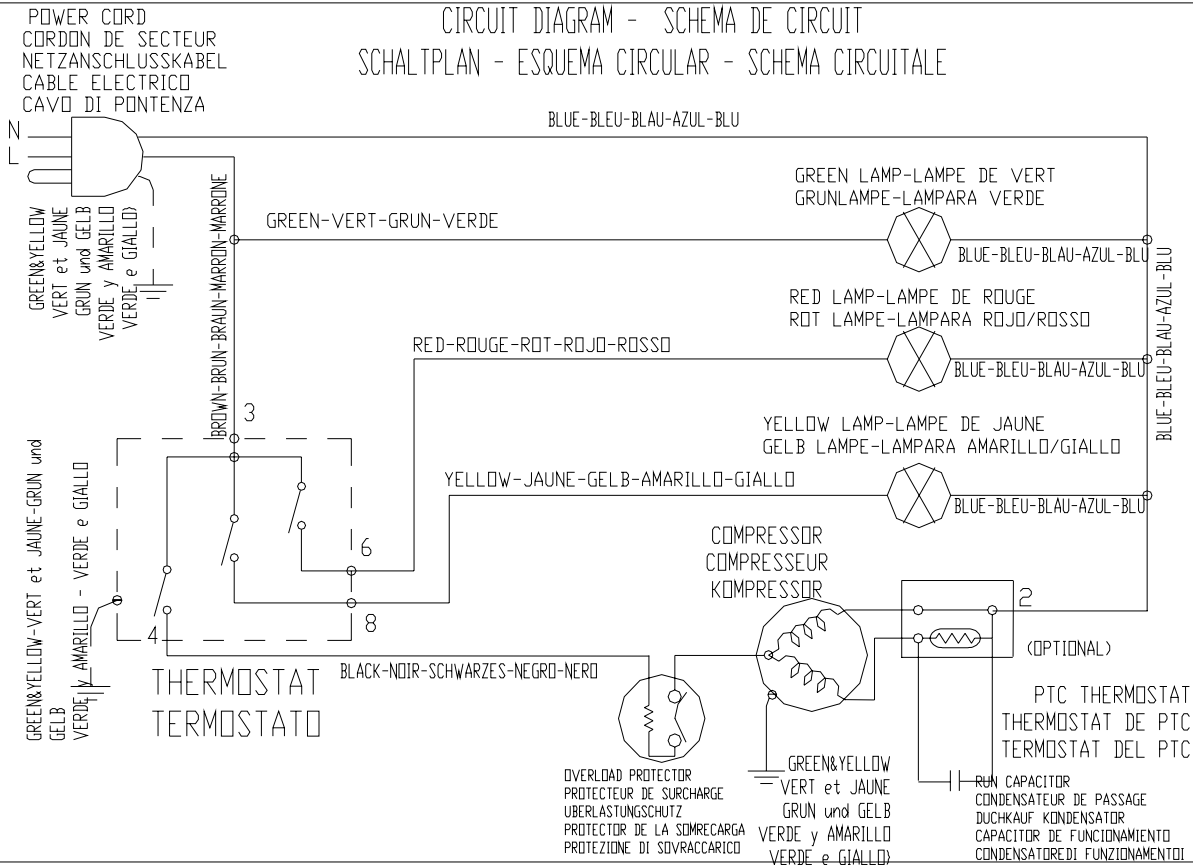 POWER CORD
CORDON DE SECTEUR
NETZANSCHLUSSKABEL
CABLE ELECTRICO
CAVO DI PONTENZA
CIRCUIT DIAGRAM - SCHEMA DE CIRCUIT
SCHALTPLAN - ESQUEMA CIRCULAR - SCHEMA CIRCUITALE
N
L
BLUE-BLEU-BLAU-AZUL-BLU
GREEN&YELLOW
VERT et JAUNE
GRUN und GELB
VERDE y AMARILLO
VERDE e GIALLO)
BROWN-BRUN-BRAUN-MARRON-MARRONE
GREEN-VERT-GRUN-VERDE
GREEN LAMP-LAMPE DE VERT
GRUNLAMPE-LAMPARA VERDE
BLUE-BLEU-BLAU-AZUL-BLU
BLUE-BLEU-BLAU-AZUL-BLU
RED LAMP-LAMPE DE ROUGE
ROT LAMPE-LAMPARA ROJO/ROSSO
RED-ROUGE-ROT-ROJO-ROSSO
BLUE-BLEU-BLAU-AZUL-BLU
YELLOW LAMP-LAMPE DE JAUNE
GELB LAMPE-LAMPARA AMARILLO/GIALLO
YELLOW-JAUNE-GELB-AMARILLO-GIALLO
BLUE-BLEU-BLAU-AZUL-BLU
3
6
8
4
GREEN&YELLOW-VERT et JAUNE-GRUN und
GELB
VERDE y AMARILLO - VERDE e GIALLO
THERMOSTAT
TERMOSTATO
BLACK-NOIR-SCHWARZES-NEGRO-NERO
COMPRESSOR
COMPRESSEUR
KOMPRESSOR
2
(OPTIONAL)
PTC THERMOSTAT
THERMOSTAT DE PTC
TERMOSTAT DEL PTC
OVERLOAD PROTECTOR
PROTECTEUR DE SURCHARGE
UBERLASTUNGSCHUTZ
PROTECTOR DE LA SOMRECARGA
PROTEZIONE DI SOVRACCARICO
GREEN&YELLOW
VERT et JAUNE
GRUN und GELB
VERDE y AMARILLO
VERDE e GIALLO)
RUN CAPACITOR
CONDENSATEUR DE PASSAGE
DUCHKAUF KONDENSATOR
CAPACITOR DE FUNCIONAMIENTO
CONDENSATOREDI FUNZIONAMENTOI